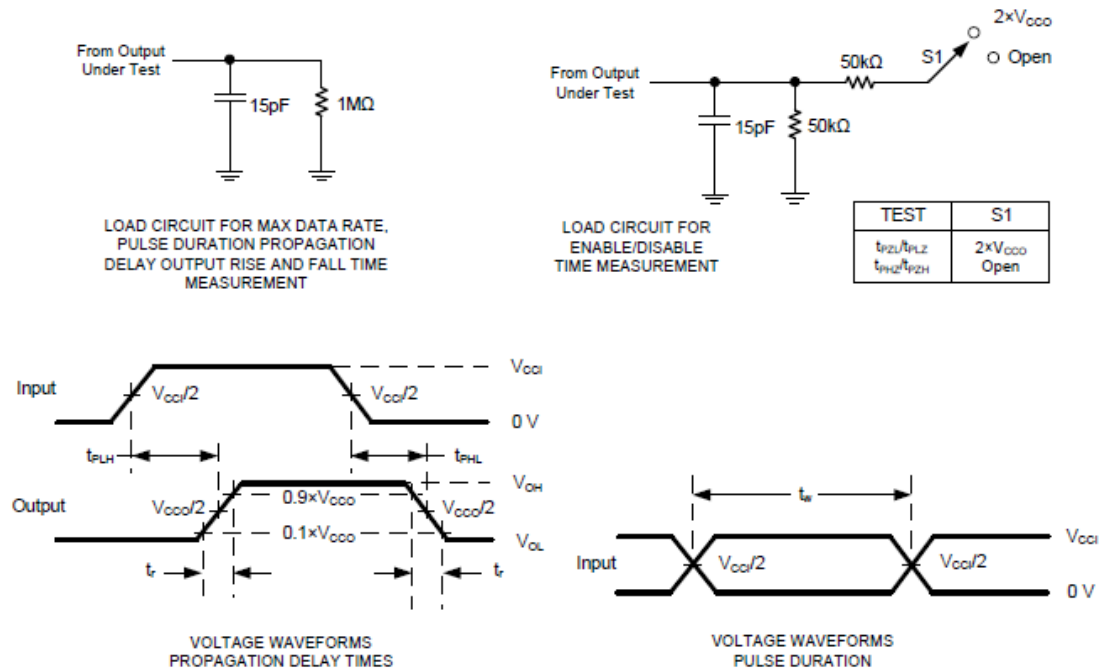 From Output
Under Test
15pF
1MΩ
LOAD CIRCUIT FOR MAX DATA RATE,
PULSE DURATION PROPAGATION
DELAY OUTPUT RISE AND FALL TIME
MEASUREMENT
2×VCCO
S1
Open
50kΩ
From Output
Under Test
15pF
50kΩ
LOAD CIRCUIT FOR
ENABLE/DISABLE
TIME MEASUREMENT
TEST S1
tPZL/tPLZ 2×VCCO
tPHZ/tPZH Open
Input
VCCI/2
VCCI/2
VCCI
0 V
tPLH
tPHL
Output
VCCO/2
0.9×VCCO
0.1×VCCO
VCCO/2
VOH
VOL
tr
tr
VOLTAGE WAVEFORMS
PROPAGATION DELAY TIMES
tw
Input
VCCI/2
VCCI/2
VCCI
0 V
VOLTAGE WAVEFORMS
PULSE DURATION